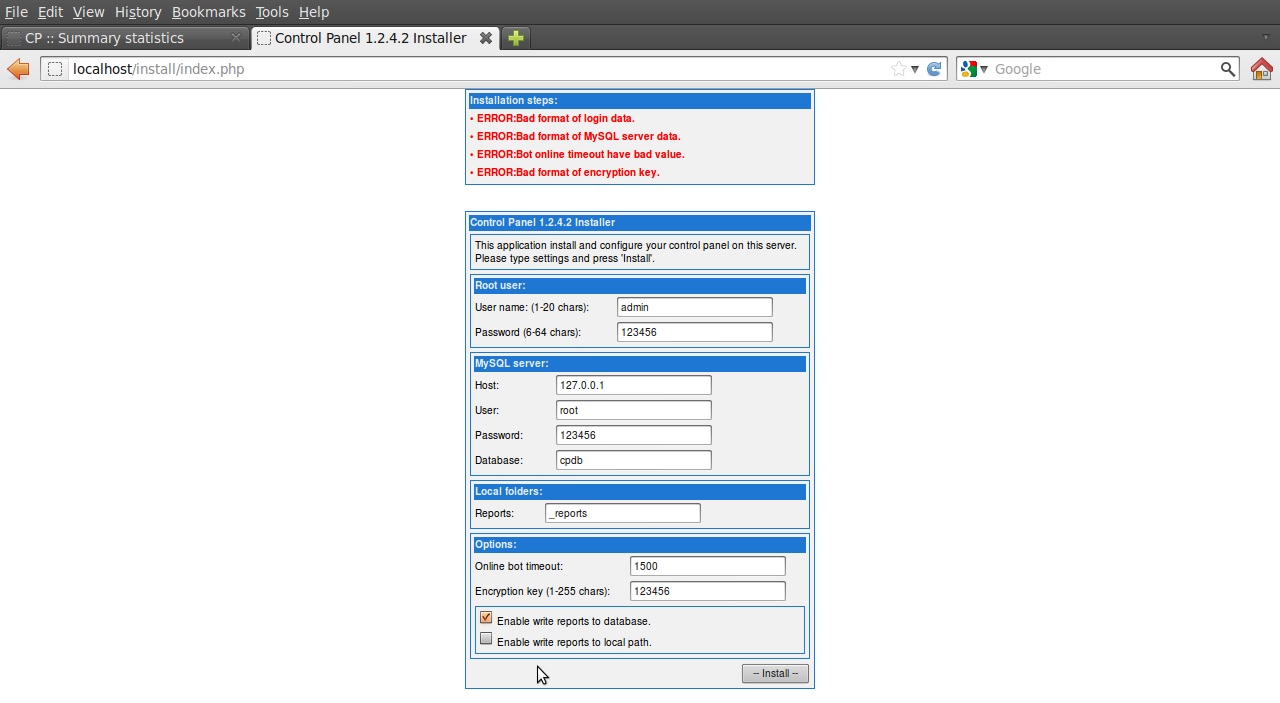 File Edit View History Bookmarks Tools Help
CP :: Summary statistics
Control Panel 1.2.4.2 Installer
localhost/install/index.php
Google
Installation steps:
• ERROR:Bad format of login data.
• ERROR:Bad format of MySQL server data.
• ERROR:Bot online timeout have bad value.
• ERROR:Bad format of encryption key.
Control Panel 1.2.4.2 Installer
This application install and configure your control panel on this server.
Please type settings and press 'Install'.
Root user:
User name: (1-20 chars): admin
Password (6-64 chars): 123456
MySQL server:
Host: 127.0.0.1
User: root
Password: 123456
Database: cpdb
Local folders:
Reports: _reports
Options:
Online bot timeout: 1500
Encryption key (1-255 chars): 123456
Enable write reports to database.
Enable write reports to local path.
-- Install --